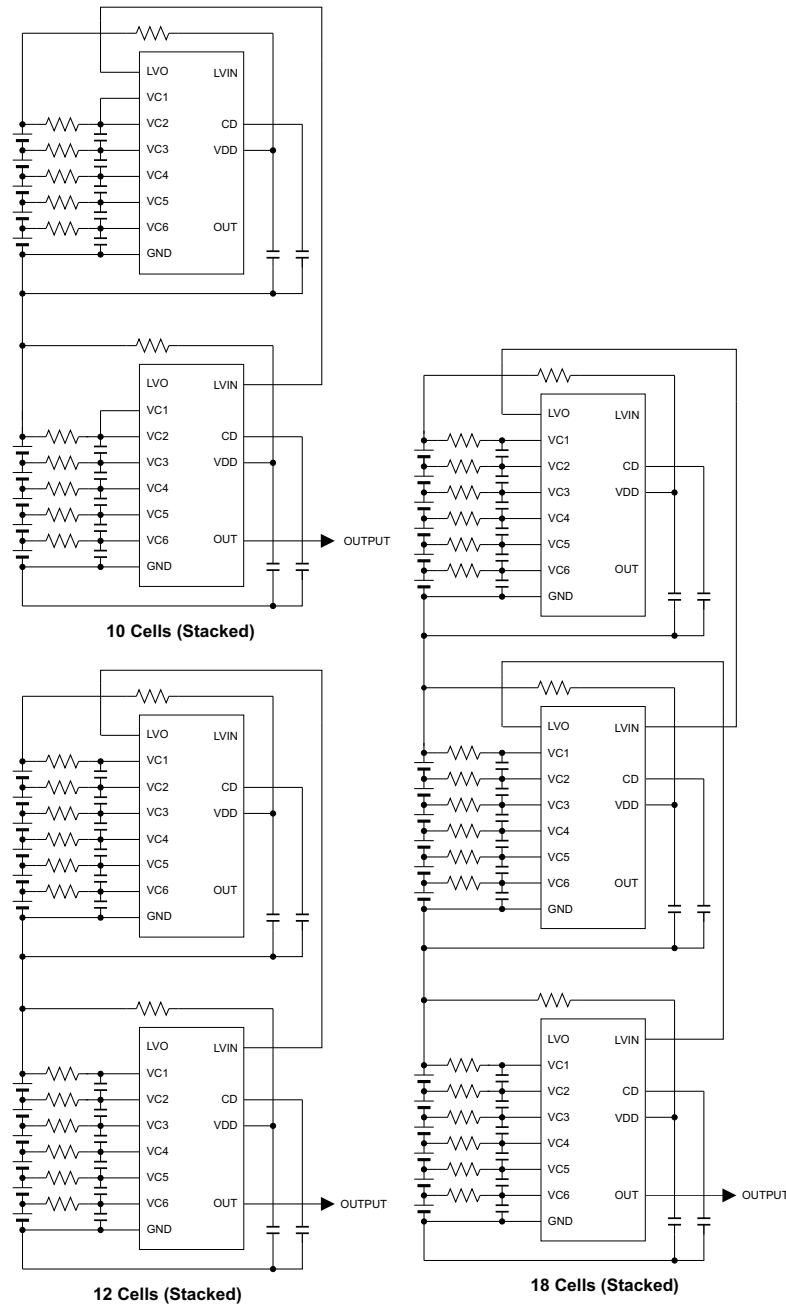 LVO LVIN
VC1
VC2 CD
VC3 VDD
VC4
VC5
VC6 OUT
GND
LVO LVIN
VC1
VC2 CD
VC3 VDD
VC4
VC5
VC6 OUT OUTPUT
GND
10 Cells (Stacked)
LVO LVIN
VC1
VC2 CD
VC3 VDD
VC4
VC5
VC6 OUT
GND
LVO LVIN
VC1
VC2 CD
VC3 VDD
VC4
VC5
VC6 OUT OUTPUT
GND
12 Cells (Stacked)
LVO LVIN
VC1
VC2 CD
VC3 VDD
VC4
VC5
VC6 OUT
GND
LVO LVIN
VC1
VC2 CD
VC3 VDD
VC4
VC5
VC6 OUT
GND
LVO LVIN
VC1
VC2 CD
VC3 VDD
VC4
VC5
VC6 OUT OUTPUT
GND
18 Cells (Stacked)